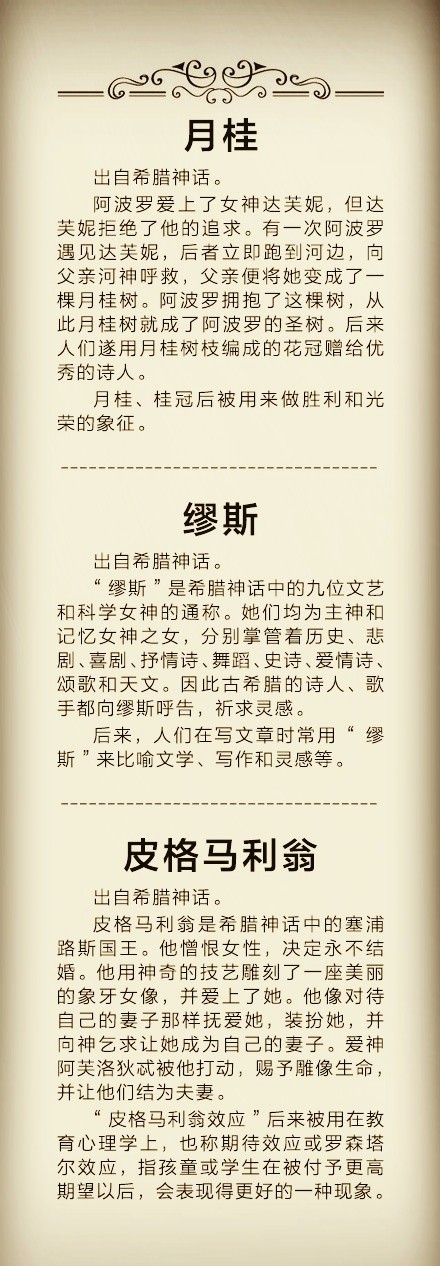 月桂
出自希腊神话。
阿波罗爱上了女神达芙妮，但达
芙妮拒绝了他的追求。有一次阿波罗
遇见达芙妮，后者立即跑到河边，向
父亲河神呼救，父亲便将她变成了一
棵月桂树。阿波罗拥抱了这棵树，从
此月桂树就成了阿波罗的圣树。后来
人们遂用月桂树枝编成的花冠赠给优
秀的诗人。
月桂、桂冠后被用来做胜利和光
荣的象征。
缪斯
出自希腊神话。
“缪斯”是希腊神话中的九位文艺
和科学女神的通称。她们均为主神和
记忆女神之女，分别掌管着历史、悲
剧、喜剧、抒情诗、舞蹈、史诗、爱情诗、
颂歌和天文。因此古希腊的诗人、歌
手都向缪斯呼告，祈求灵感。
后来，人们在写文章时常用“缪
斯”来比喻文学、写作和灵感等。
皮格马利翁
出自希腊神话。
皮格马利翁是希腊神话中的塞浦
路斯国王。他憎恨女性，决定永不结
婚。他用神奇的技艺雕刻了一座美丽
的象牙女像，并爱上了她。他像对待
自己的妻子那样抚爱她，装扮她，并
向神乞求让她成为自己的妻子。爱神
阿芙洛狄忒被他打动，赐予雕像生命，
并让他们结为夫妻。
“皮格马利翁效应”后来被用在教
育心理学上，也称期待效应或罗森塔
尔效应，指孩童或学生在被付予更高
期望以后，会表现得更好的一种现象。